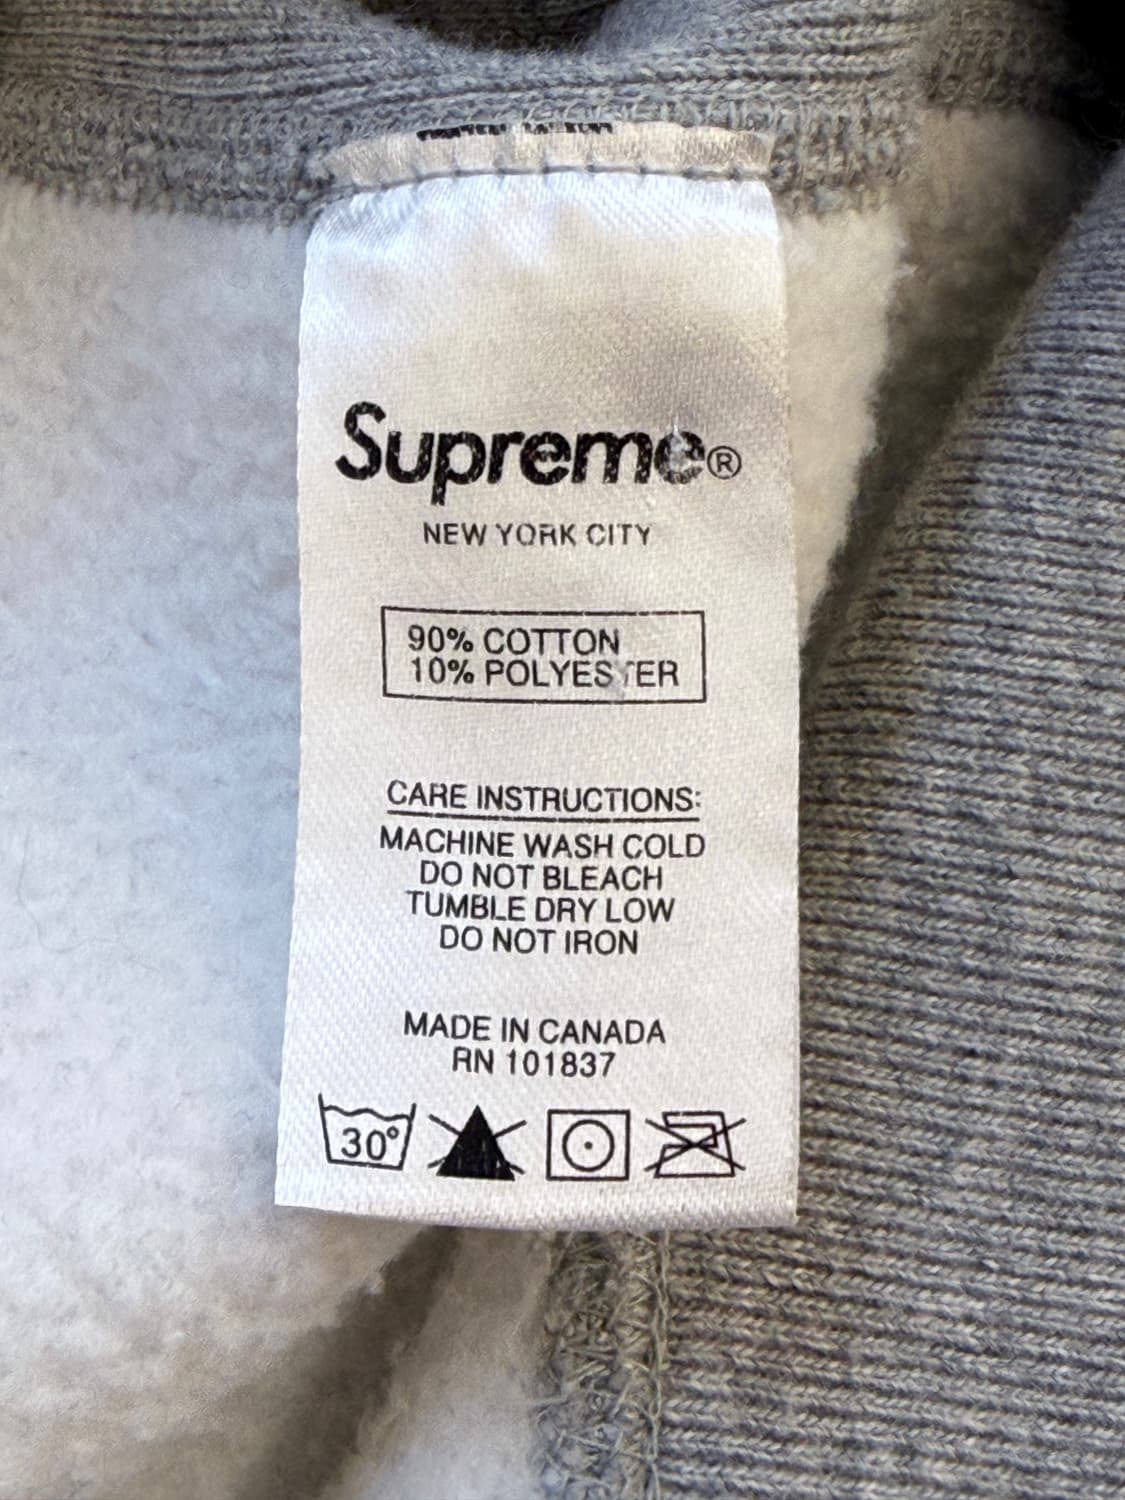 Supreme®
NEW YORK CITY
90% COTTON
10% POLYESTER
CARE INSTRUCTIONS:
MACHINE WASH COLD
DO NOT BLEACH
TUMBLE DRY LOW
DO NOT IRON
MADE IN CANADA
RN 101837
30°